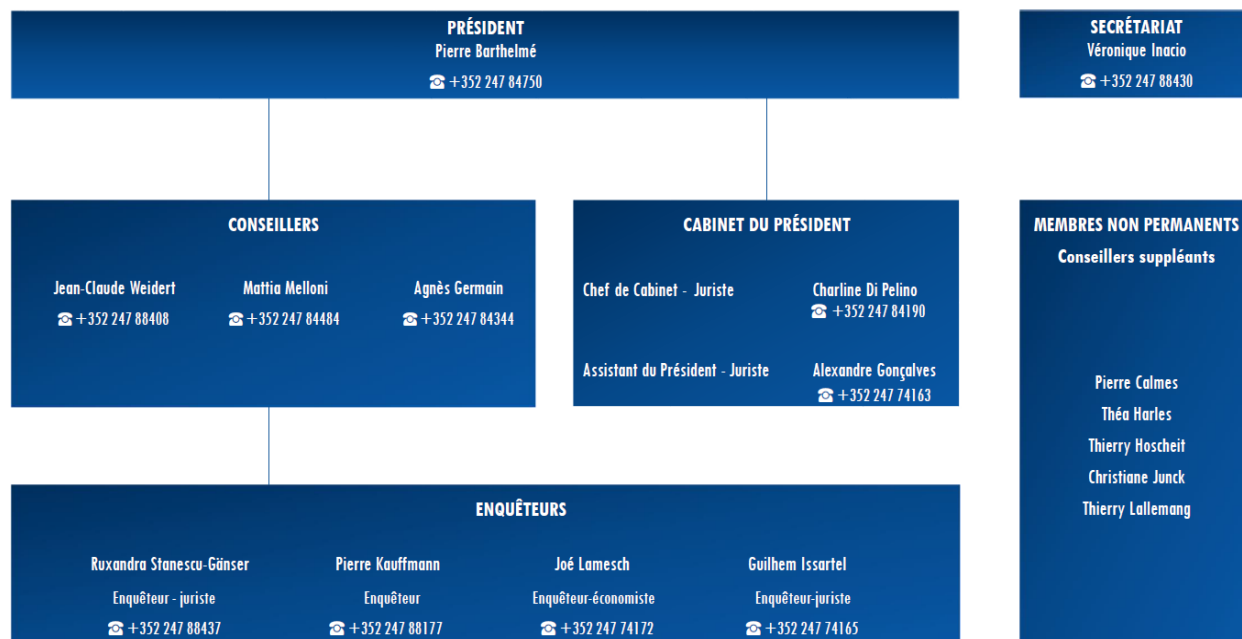 PRÉSIDENT
Pierre Barthelmé
☎ +352 247 84750
SECRÉTARIAT
Véronique Inacio
☎ +352 247 88430
CONSEILLERS
Jean-Claude Weidert
☎ +352 247 88408
Mattia Melloni
☎ +352 247 84484
Agnès Germain
☎ +352 247 84344
CABINET DU PRÉSIDENT
Chef de Cabinet - Juriste
Charline Di Pelino
☎ +352 247 84190
Assistant du Président - Juriste
Alexandre Gonçalves
☎ +352 247 74163
MEMBRES NON PERMANENTS
Conseillers suppléants
Pierre Calmes
Théa Harles
Thierry Hoscheit
Christiane Junck
Thierry Lallemang
ENQUÊTEURS
Ruxandra Stanescu-Gänser
Enquêteur - juriste
☎ +352 247 88437
Pierre Kauffmann
Enquêteur
☎ +352 247 88177
Joé Lamesch
Enquêteur-économiste
☎ +352 247 74172
Guilhem Issartel
Enquêteur-juriste
☎ +352 247 74165